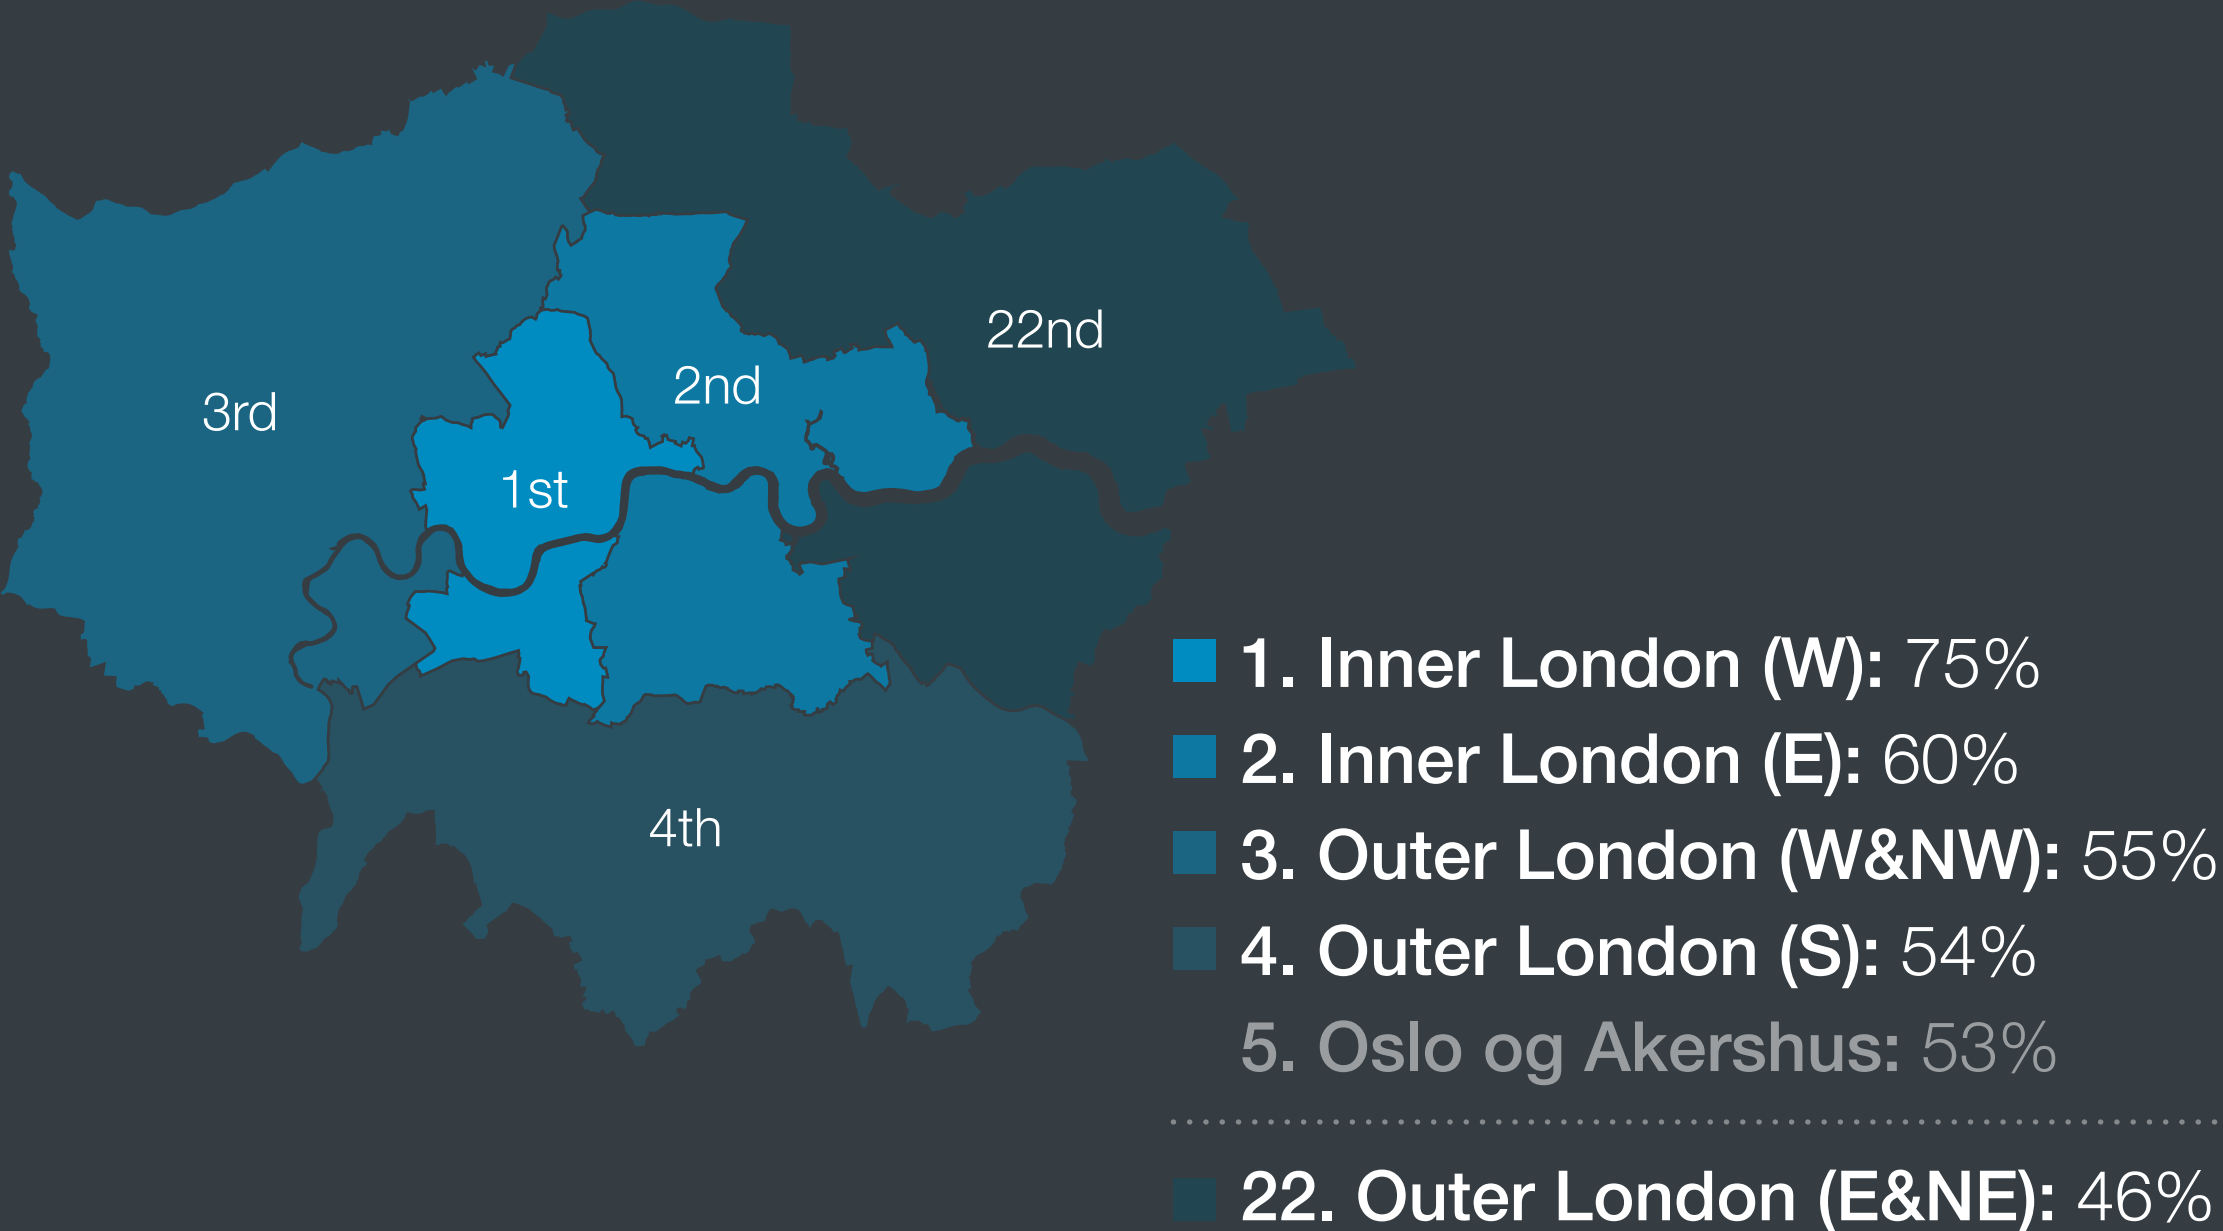 22nd
2nd
3rd
1st
4th
1. Inner London (W): 75%
2. Inner London (E): 60%
3. Outer London (W&NW): 55%
4. Outer London (S): 54%
5. Oslo og Akershus: 53%
22. Outer London (E&NE): 46%